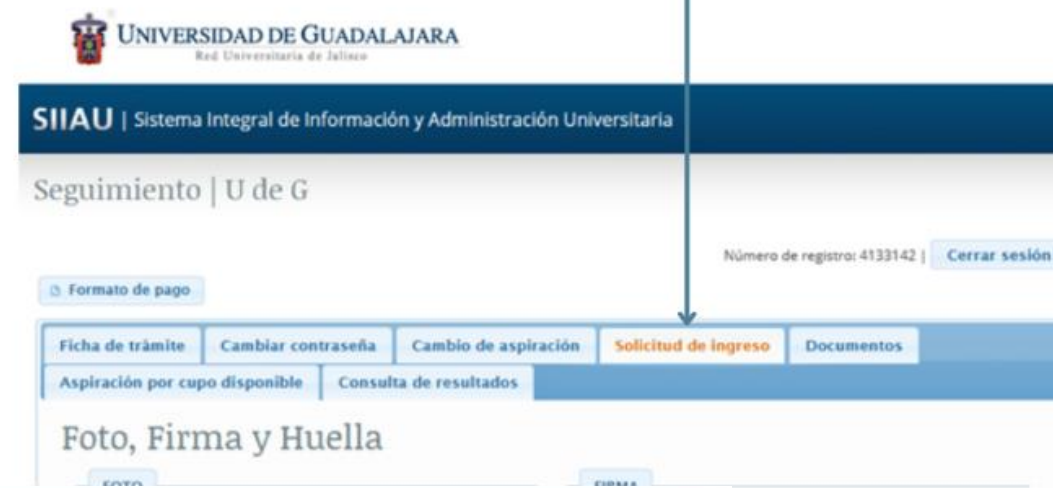 UNIVERSIDAD DE GUADALAJARA
Red Universitaria de Jalisco
SIIAU | Sistema Integral de Información y Administración Universitaria
Seguimiento | U de G
Número de registro: 4133142 | Cerrar sesión
Formato de pago
Ficha de trámite Cambiar contraseña Cambio de aspiración Solicitud de ingreso Documentos
Aspiración por cupo disponible Consulta de resultados
Foto, Firma y Huella
FOTO FIRMA